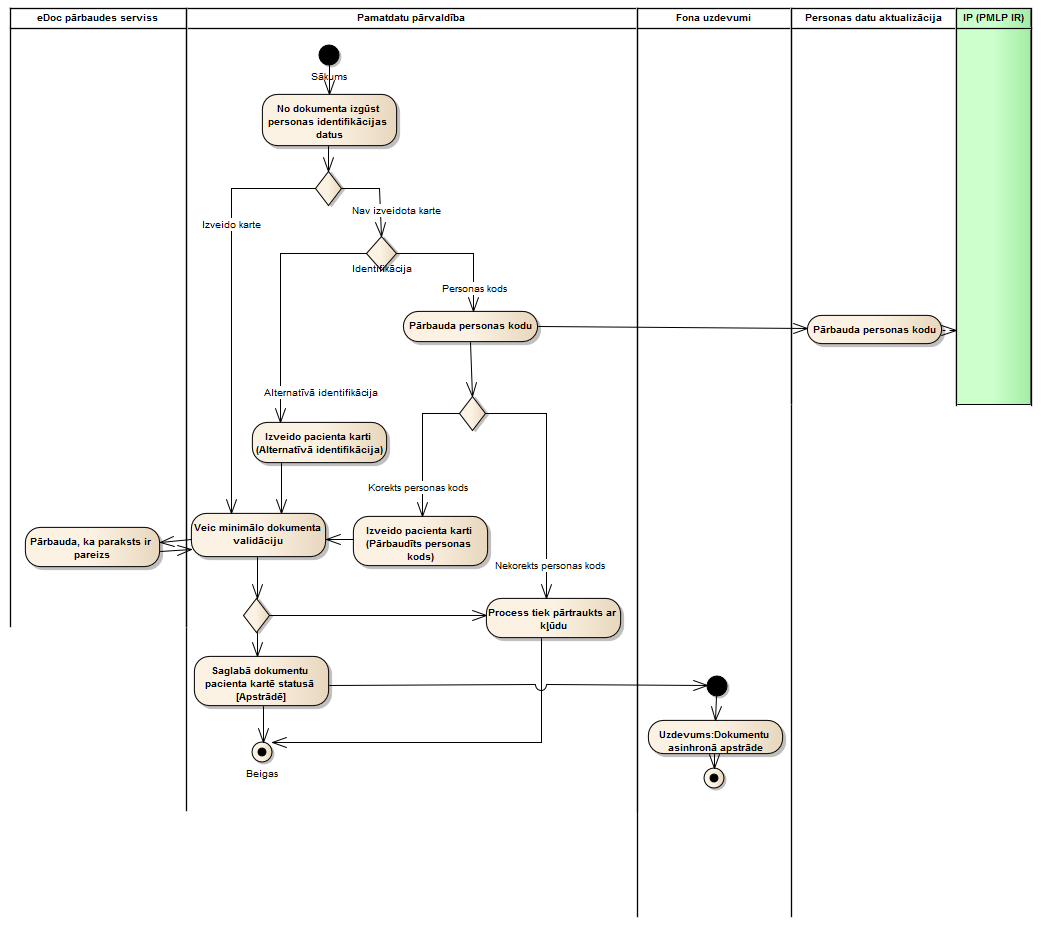 eDoc pārbaudes serviss
Pamatdatu pārvaldība
Fona uzdevumi
Personas datu aktualizācija
IP (PMLP IR)
Sākums
No dokumenta izgūst
personas identifikācijas
datus
Nav izveidota karte
Izveido karte
Identifikācija
Personas kods
Pārbauda personas kodu
Pārbauda personas kodu
Alternatīvā identifikācija
Izveido pacienta karti
(Alternatīvā identifikācija)
Korekts personas kods
Veic minimālo dokumenta
validāciju
Izveido pacienta karti
(Pārbaudīts personas
kods)
Pārbauda, ka paraksts ir
pareizs
Nekorekts personas kods
Process tiek pārtraukts ar
kļūdu
Saglabā dokumentu
pacienta kartē statusā
[Apstrādē]
Uzdevums:Dokumentu
asinhronā apstrāde
Beigas